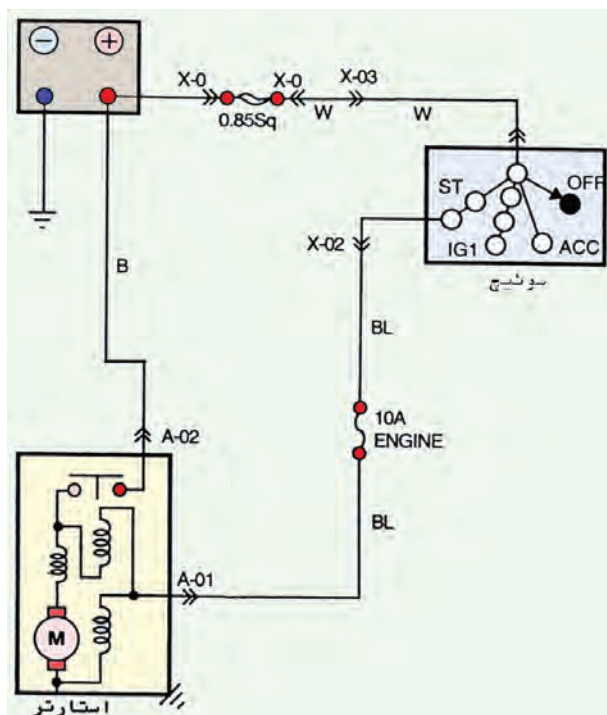 − +
X-0 X-0 X-03
0.85Sq W W
ST OFF
IG1 ACC
X-02
سوئیچ
B
BL
10A
ENGINE
A-02
BL
A-01
M
استارتر